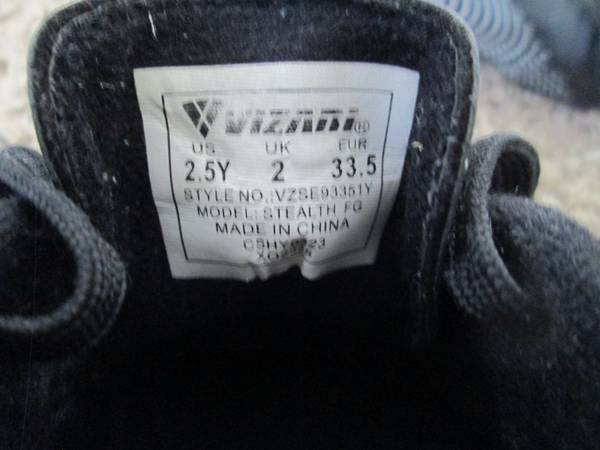 VIZARI®
US UK EUR
2.5Y 2 33.5
STYLE NO.:VZSE93351Y
MODEL: STEALTH FG
MADE IN CHINA